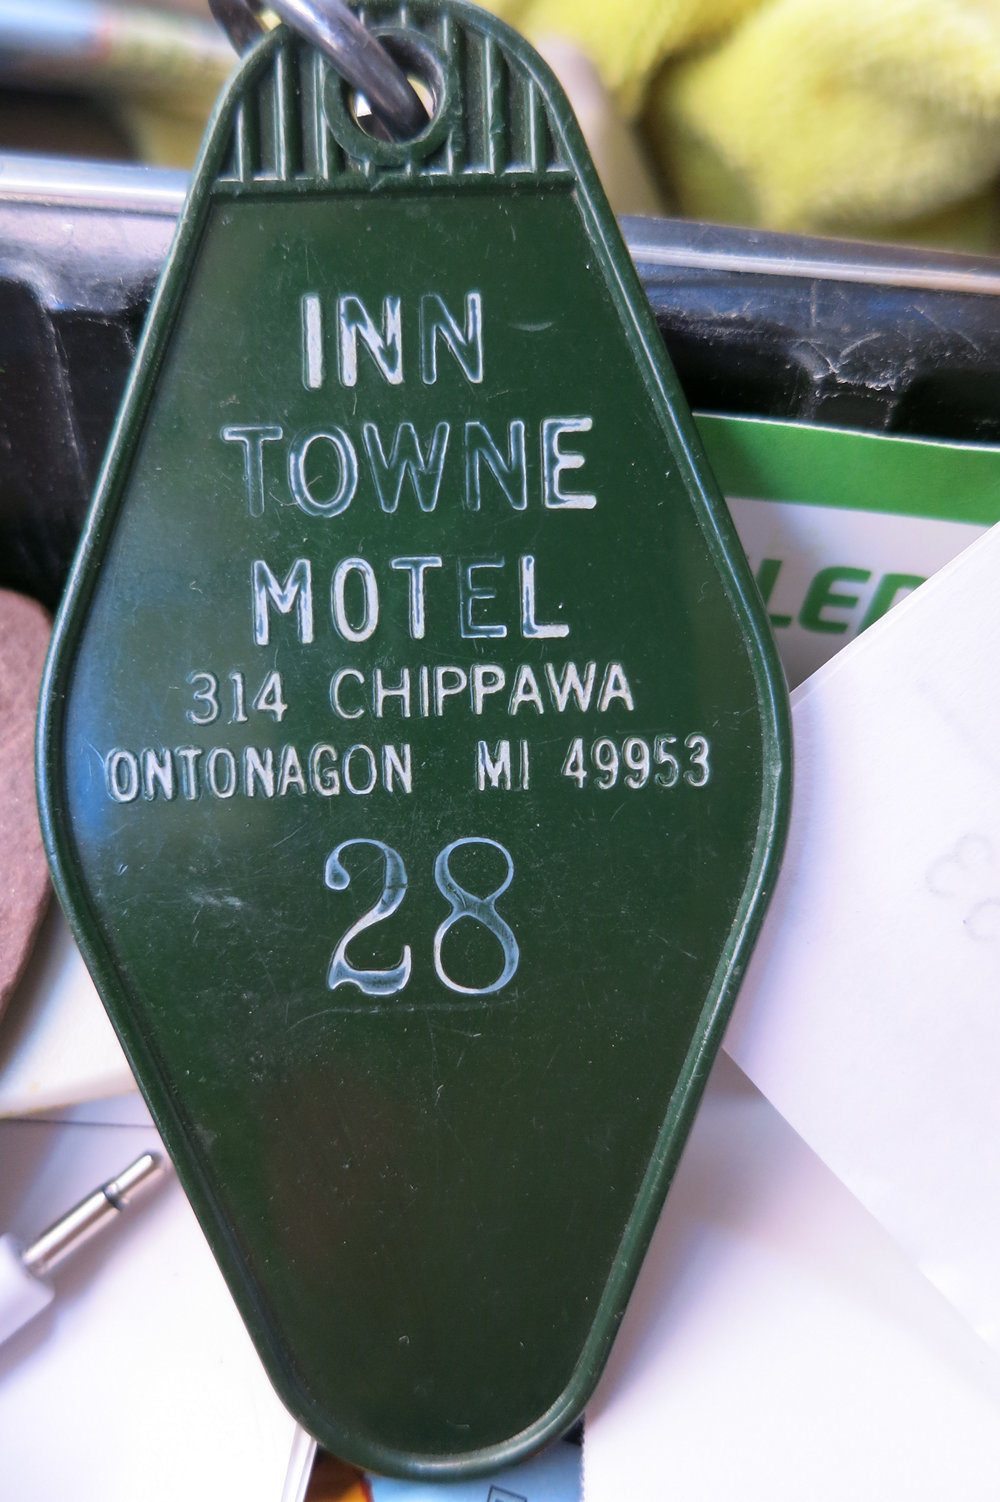 INN
TOWNE
MOTEL
314 CHIPPAWA
ONTONAGON MI 49953
28